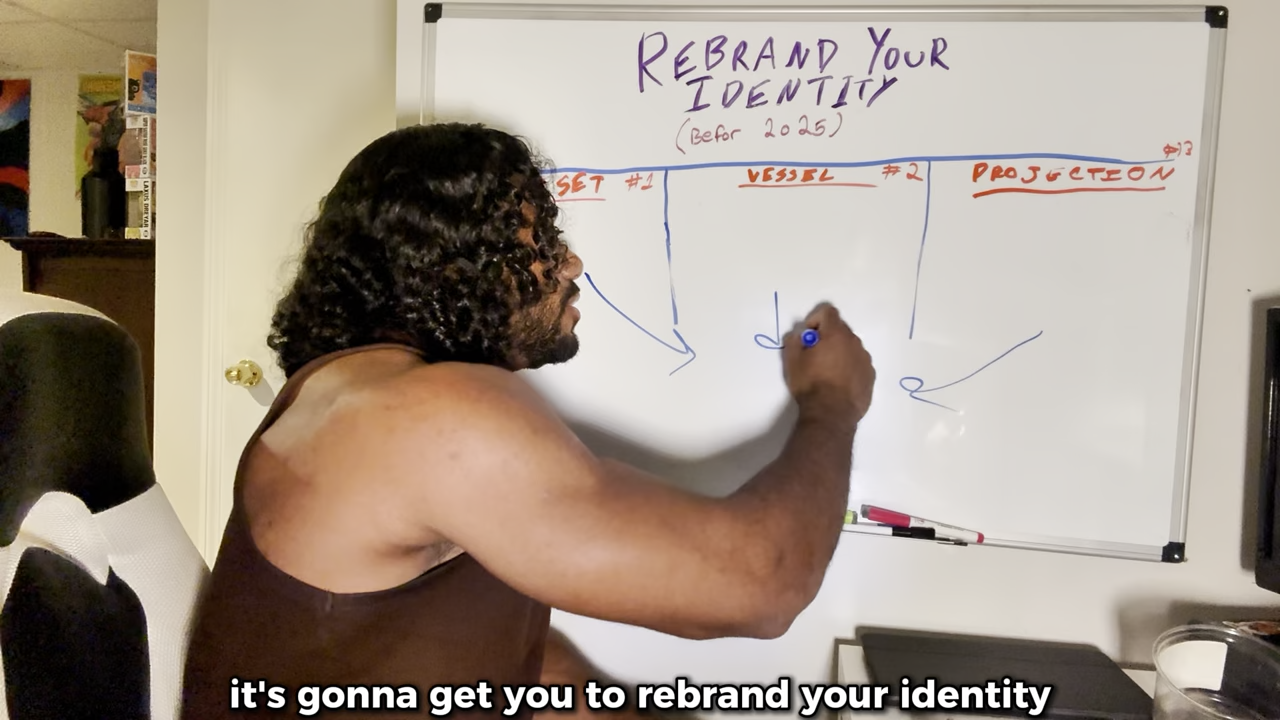 REBRAND YOUR
IDENTITY
(Befor 2025)
SET #1
VESSEL #2
PROJECTION
#3
it's gonna get you to rebrand your identity